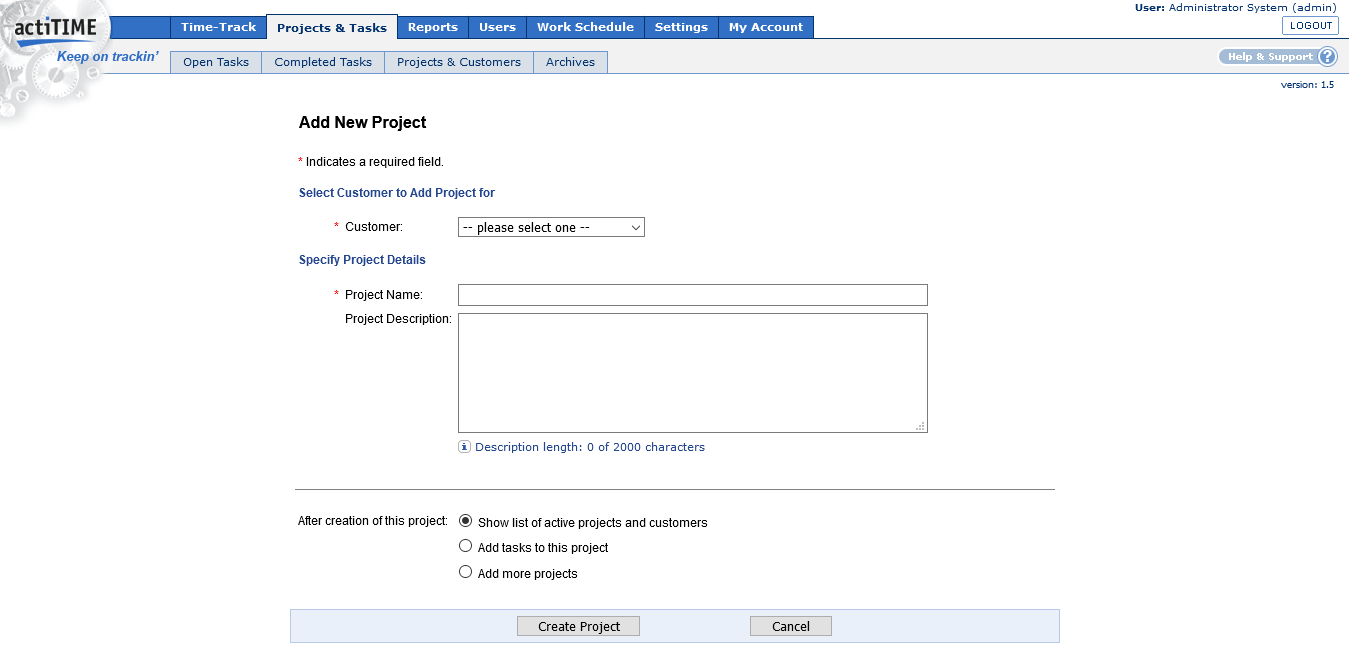 User: Administrator System (admin)
actiTIME
Time-Track Projects & Tasks Reports Users Work Schedule Settings My Account
LOGOUT
Keep on trackin'
Open Tasks Completed Tasks Projects & Customers Archives
Help & Support ?
version: 1.5
Add New Project
* Indicates a required field.
Select Customer to Add Project for
* Customer: -- please select one --
Specify Project Details
* Project Name:
Project Description:
Description length: 0 of 2000 characters
After creation of this project: Show list of active projects and customers
Add tasks to this project
Add more projects
Create Project Cancel